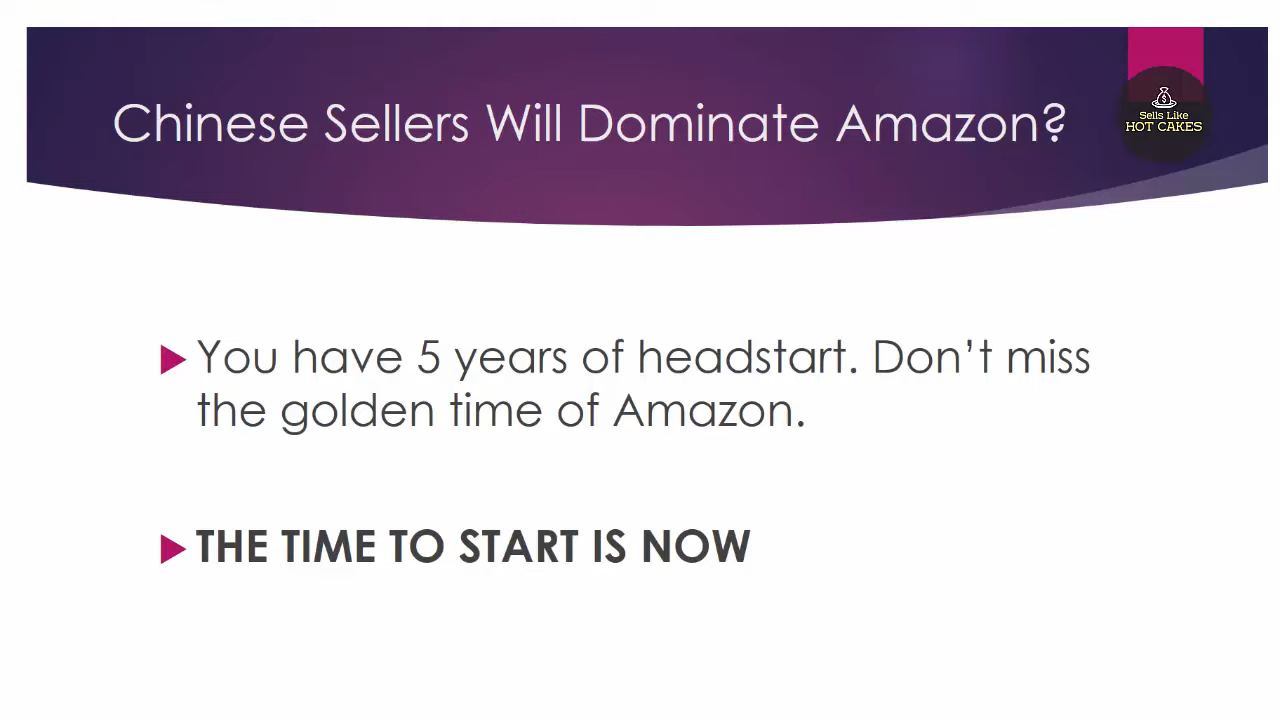 Chinese Sellers Will Dominate Amazon?
Sells Like
HOT CAKES
You have 5 years of headstart. Don’t miss
the golden time of Amazon.
THE TIME TO START IS NOW